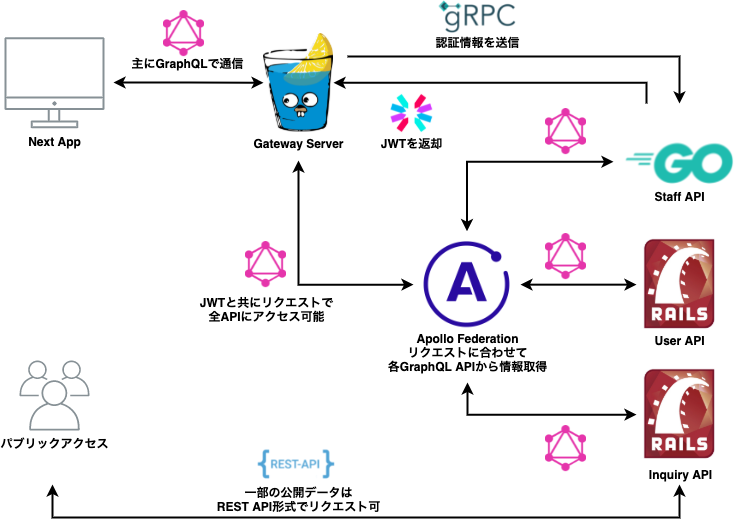 gRPC
認証情報を送信
主にGraphQLで通信
Next App
Gateway Server
JWTを返却
GO
Staff API
JWTと共にリクエストで
全APIにアクセス可能
A
Apollo Federation
リクエストに合わせて
各GraphQL APIから情報取得
RAILS
User API
パブリックアクセス
RAILS
Inquiry API
{REST-API}
一部の公開データは
REST API形式でリクエスト可